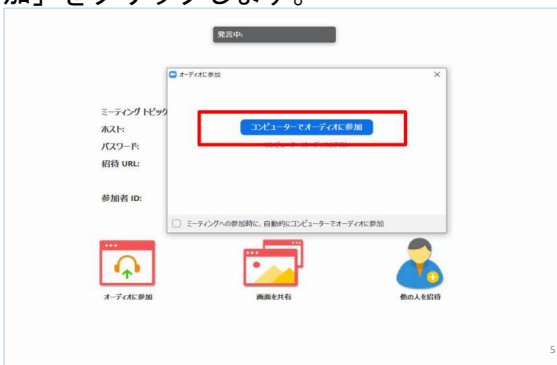 加」をクリックします。
発言中:
オーディオに参加
ミーティング トピック
コンピューターでオーディオに参加
ホスト:
パスワード:
招待 URL:
参加者 ID:
ミーティングへの参加時に、自動的にコンピューターでオーディオに参加
オーディオに参加
画面を共有
他の人を招待
5